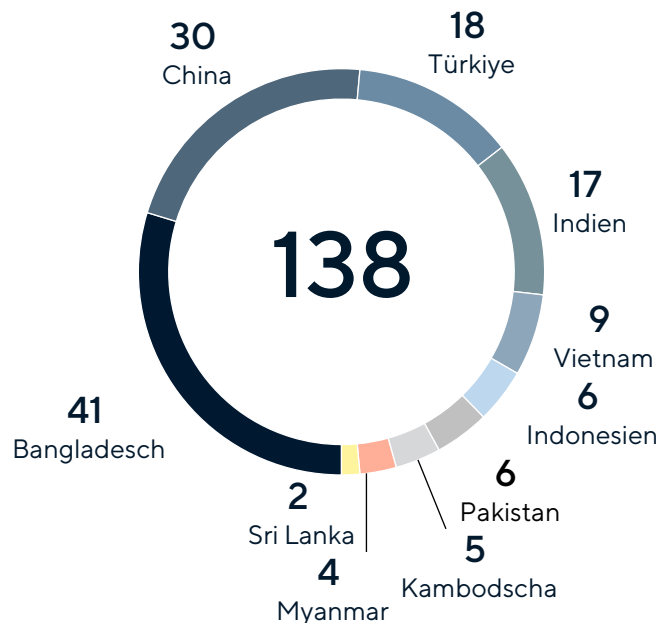 30
China
18
Türkiye
17
Indien
138
9
Vietnam
6
Indonesien
41
Bangladesch
6
Pakistan
2
Sri Lanka
5
Kambodscha
4
Myanmar